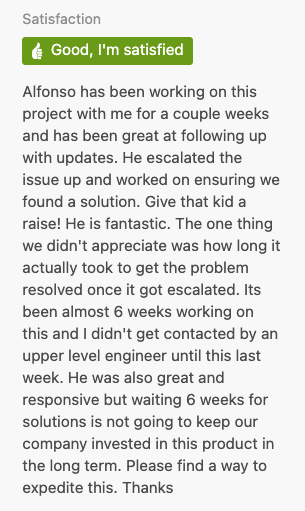 Satisfaction
Good, I'm satisfied
Alfonso has been working on this
project with me for a couple weeks
and has been great at following up
with updates. He escalated the
issue up and worked on ensuring we
found a solution. Give that kid a
raise! He is fantastic. The one thing
we didn't appreciate was how long it
actually took to get the problem
resolved once it got escalated. Its
been almost 6 weeks working on
this and I didn't get contacted by an
upper level engineer until this last
week. He was also great and
responsive but waiting 6 weeks for
solutions is not going to keep our
company invested in this product in
the long term. Please find a way to
expedite this. Thanks